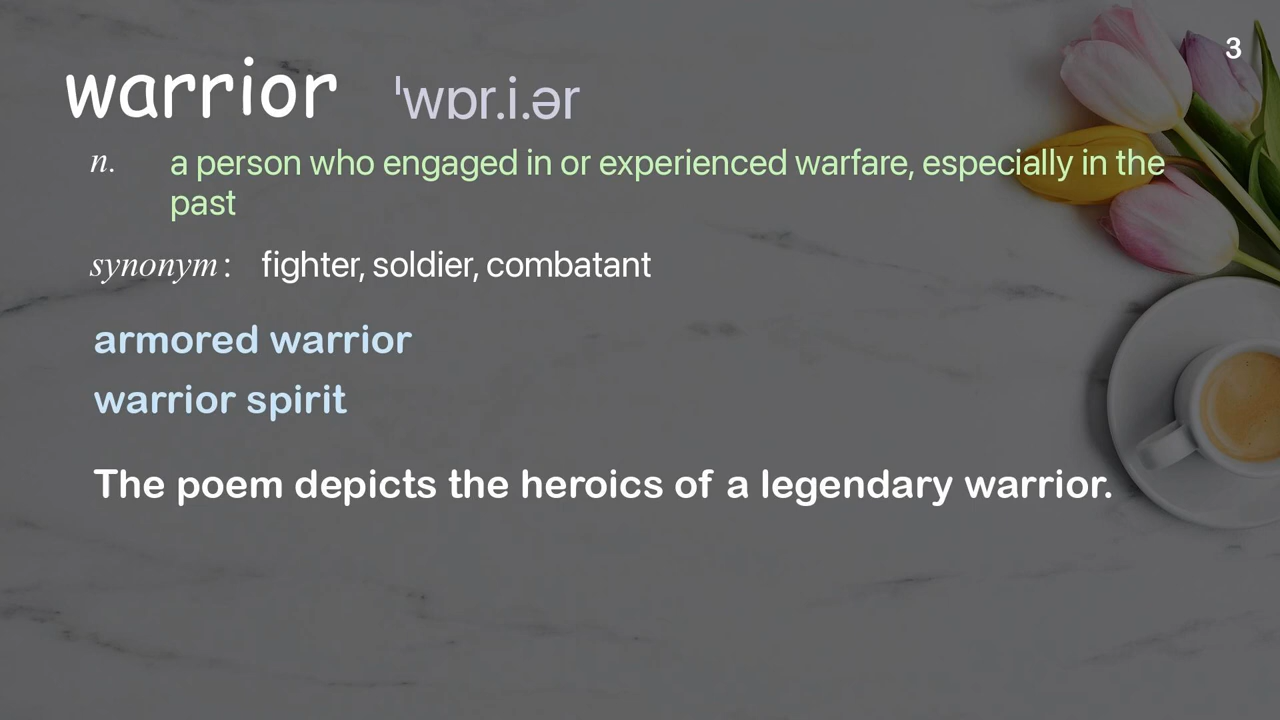 3
warrior ˈwɒr.i.ər
n. a person who engaged in or experienced warfare, especially in the
past
synonym : fighter, soldier, combatant
armored warrior
warrior spirit
The poem depicts the heroics of a legendary warrior.